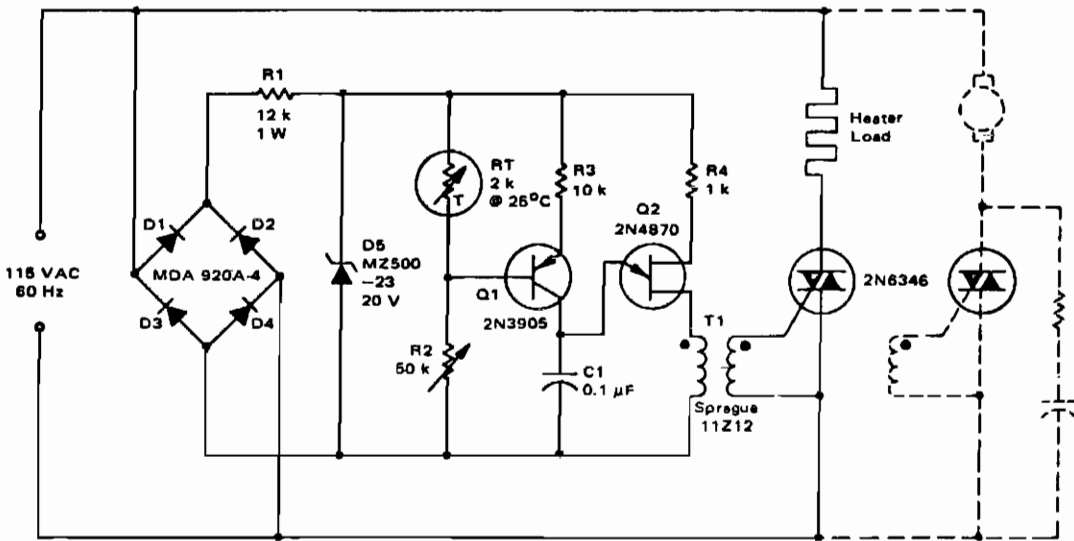 R1
12 k
1 W
RT
2 k
@ 25°C
T
R3
10 k
R4
1 k
Heater
Load
D1
D2
MDA 920A-4
D3
D4
115 VAC
60 Hz
D5
MZ500
-23
20 V
Q1
2N3905
Q2
2N4870
2N6346
T1
R2
50 k
C1
0.1 μF
Sprague
11Z12